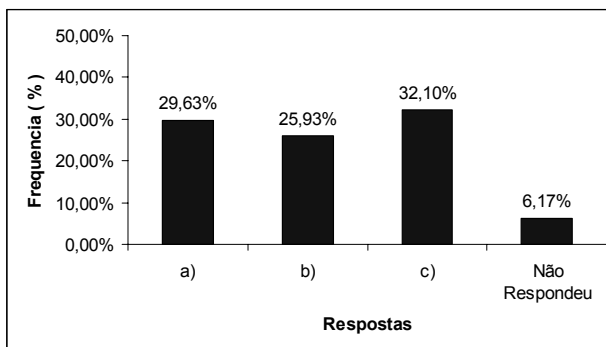 50,00%
40,00%
30,00%
20,00%
10,00%
0,00%
Frequencia ( % )
29,63%
25,93%
32,10%
6,17%
a)
b)
c)
Não
Respondeu
Respostas